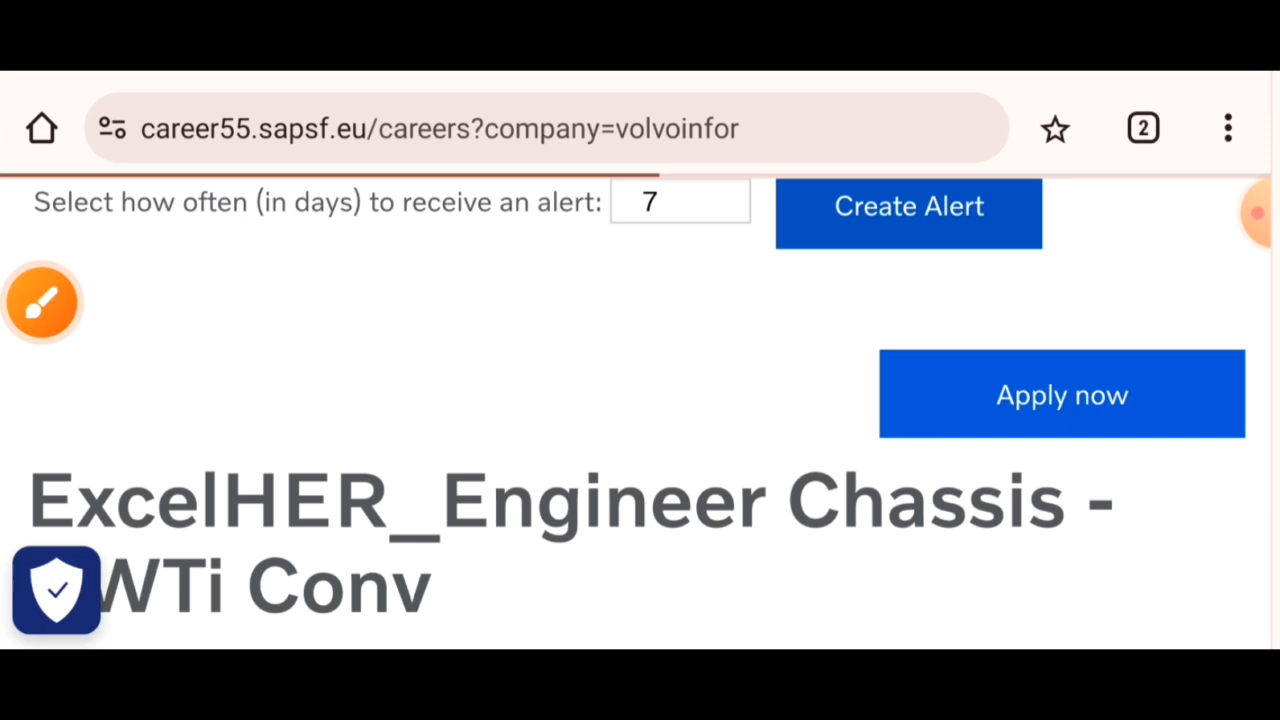 career55.sapsf.eu/careers?company=volvoinfor
2
Select how often (in days) to receive an alert: 7
Create Alert
Apply now
ExcelHER_Engineer Chassis -
WTi Conv